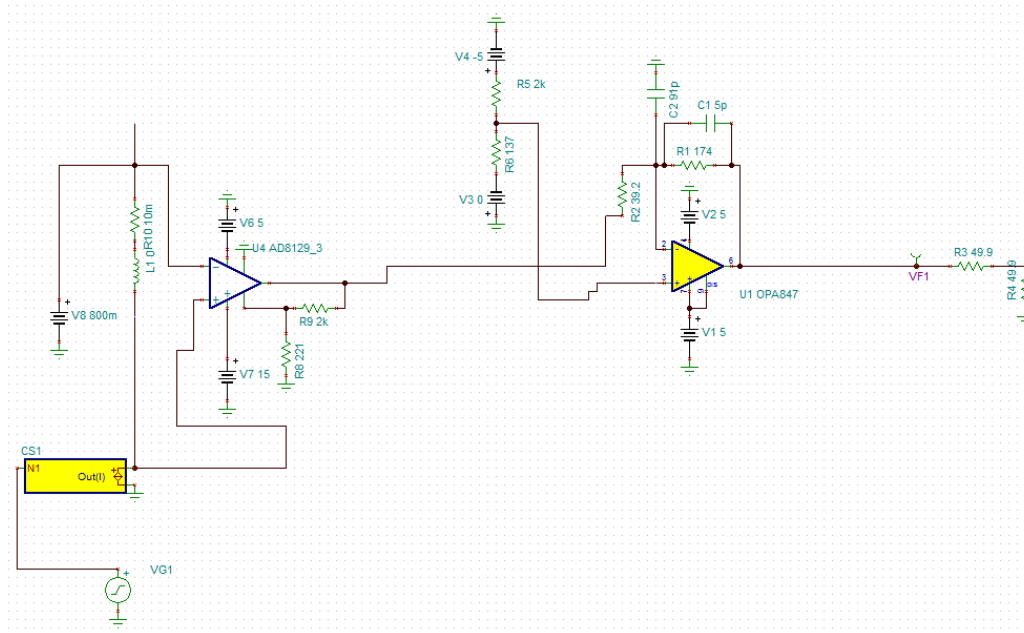 V4 -5
R5 2k
C2 91p
C1 5p
R6 137
R1 174
V3 0
R2 39.2
R10 10m
V6 5
V2 5
U4 AD8129_3
L1 0
2
6
3
VF1
R3 49.9
R4 49.9
U1 OPA847
V8 800m
R9 2k
V1 5
R8 221
V7 15
CS1
N1
Out(I)
VG1